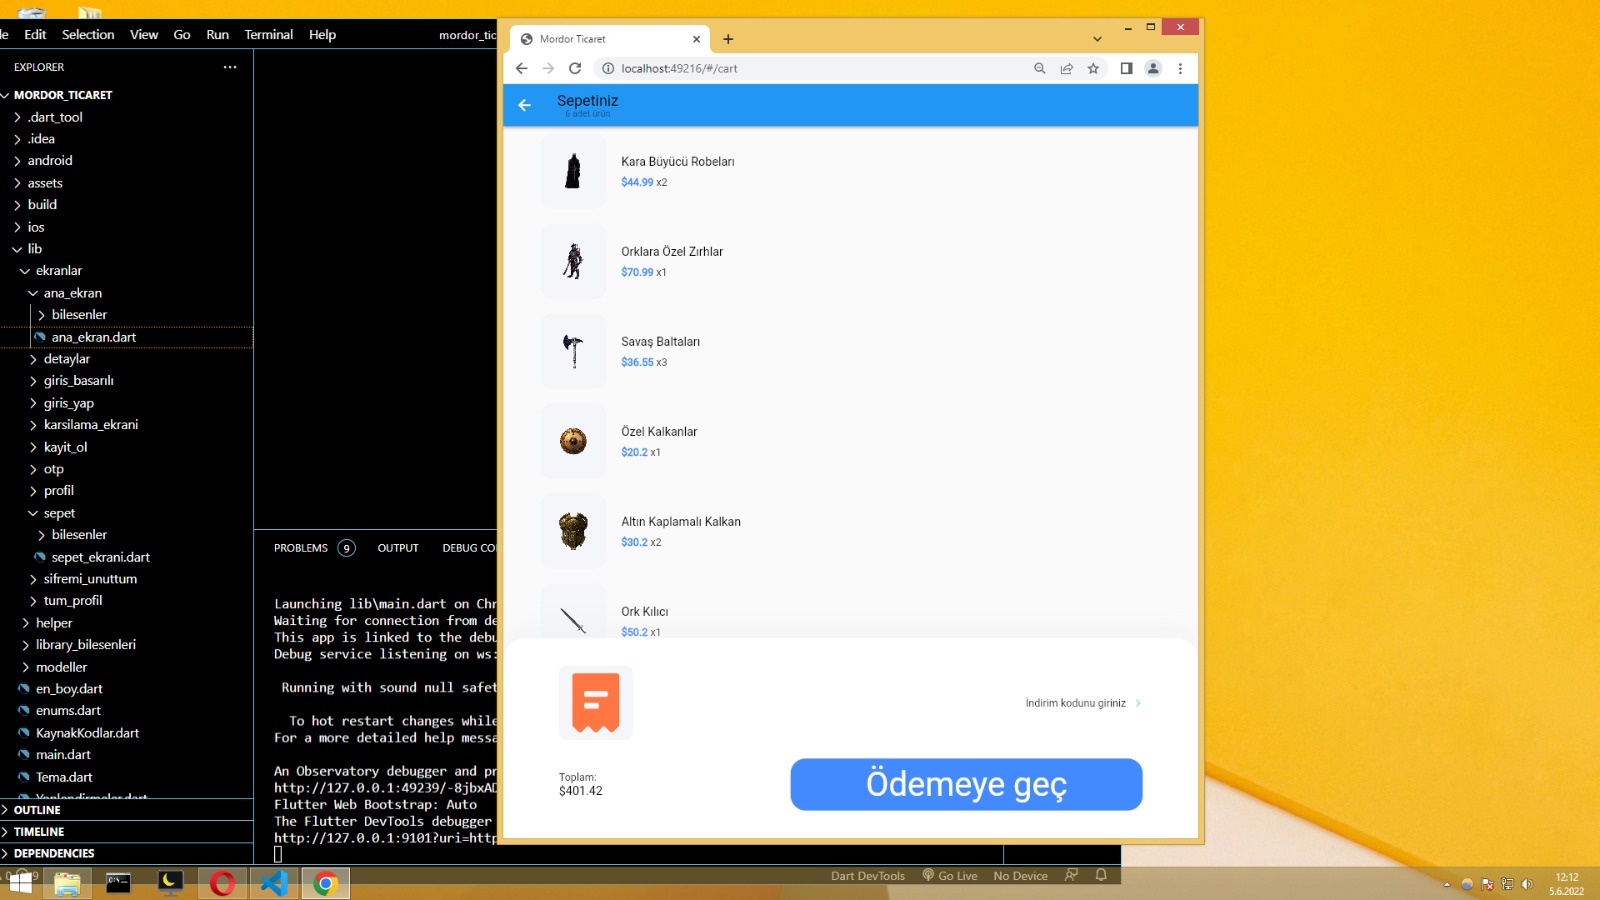 Edit Selection View Go Run Terminal Help
mordor_tic
EXPLORER
MORDOR_TICARET
.dart_tool
.idea
android
assets
build
ios
lib
ekranlar
ana_ekran
bilesenler
ana_ekran.dart
detaylar
giris_basarılı
giris_yap
karsilama_ekrani
kayit_ol
otp
profil
sepet
bilesenler
sepet_ekrani.dart
sifremi_unuttum
tum_profil
helper
library_bilesenleri
modeller
en_boy.dart
enums.dart
KaynakKodlar.dart
main.dart
Tema.dart
OUTLINE
TIMELINE
DEPENDENCIES
PROBLEMS 9 OUTPUT DEBUG CO
Launching lib\main.dart on Chr
Waiting for connection from de
This app is linked to the debu
Debug service listening on ws:
Running with sound null safet
To hot restart changes while
For a more detailed help messa
An Observatory debugger and pr
http://127.0.0.1:49239/-8jbxAD
Flutter Web Bootstrap: Auto
The Flutter DevTools debugger
http://127.0.0.1:9101?uri=http
Mordor Ticaret
localhost:49216/#/cart
Sepetiniz
6 adet ürün
Kara Büyücü Robeları
$44.99 x2
Orklara Özel Zırhlar
$70.99 x1
Savaş Baltaları
$36.55 x3
Özel Kalkanlar
$20.2 x1
Altın Kaplamalı Kalkan
$30.2 x2
Ork Kılıcı
$50.2 x1
İndirim kodunu giriniz
Toplam:
$401.42
Ödemeye geç
Dart DevTools Go Live No Device
12:12
5.6.2022